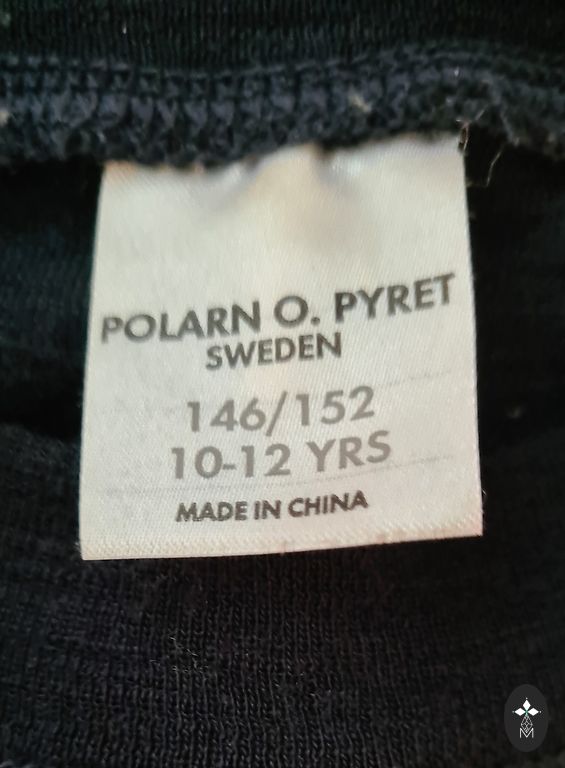 POLARN O. PYRET
SWEDEN
146/152
10-12 YRS
MADE IN CHINA
M